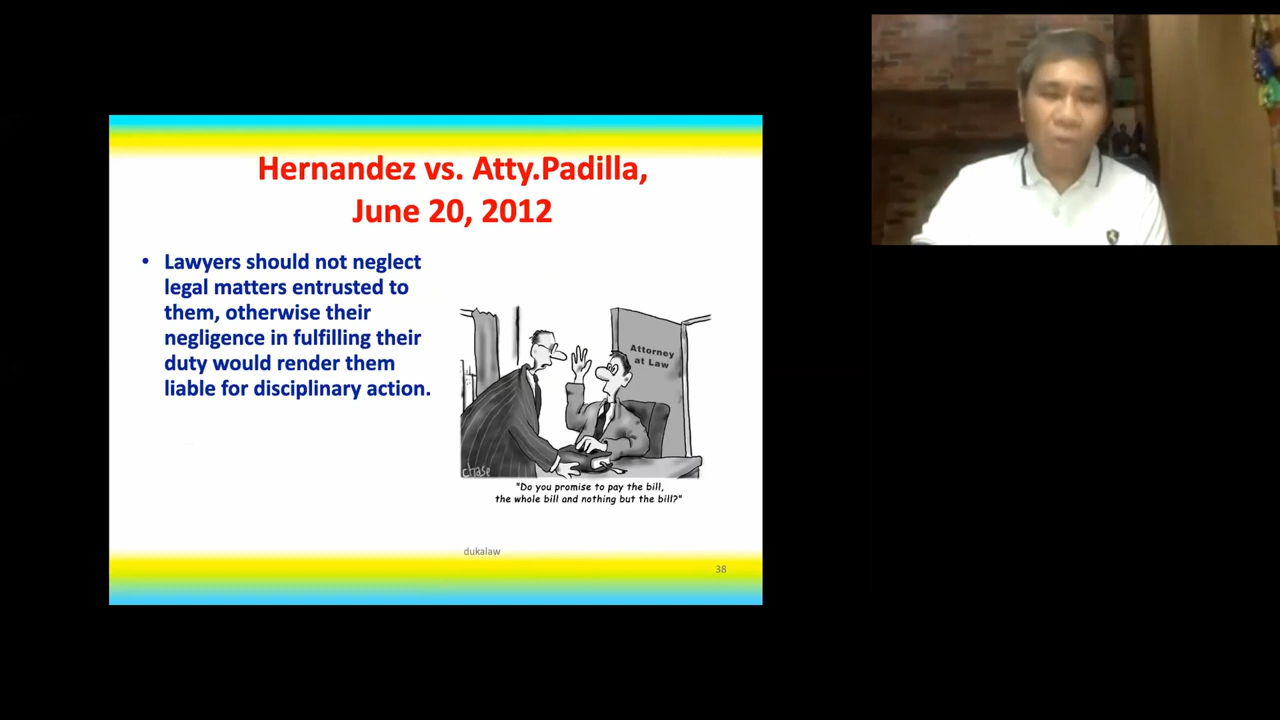 Hernandez vs. Atty.Padilla,
June 20, 2012
• Lawyers should not neglect
legal matters entrusted to
them, otherwise their
negligence in fulfilling their
duty would render them
liable for disciplinary action.
Attorney
at Law
chase
"Do you promise to pay the bill,
the whole bill and nothing but the bill?"
dukalaw
38